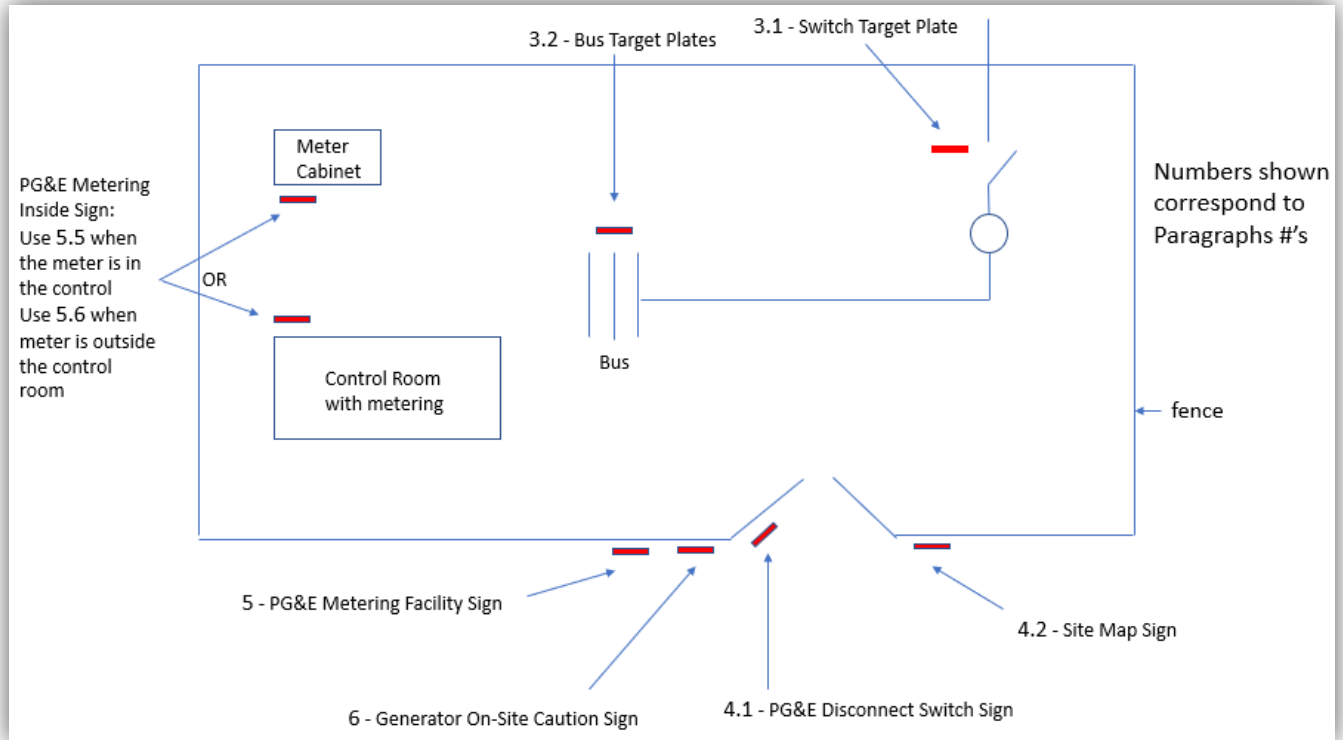 3.2 - Bus Target Plates
3.1 - Switch Target Plate
Meter
Cabinet
PG&E Metering
Inside Sign:
Use 5.5 when
the meter is in
the control
Use 5.6 when
meter is outside
the control
room
OR
Numbers shown
correspond to
Paragraphs #'s
Bus
Control Room
with metering
fence
5 - PG&E Metering Facility Sign
4.2 - Site Map Sign
6 - Generator On-Site Caution Sign
4.1 - PG&E Disconnect Switch Sign